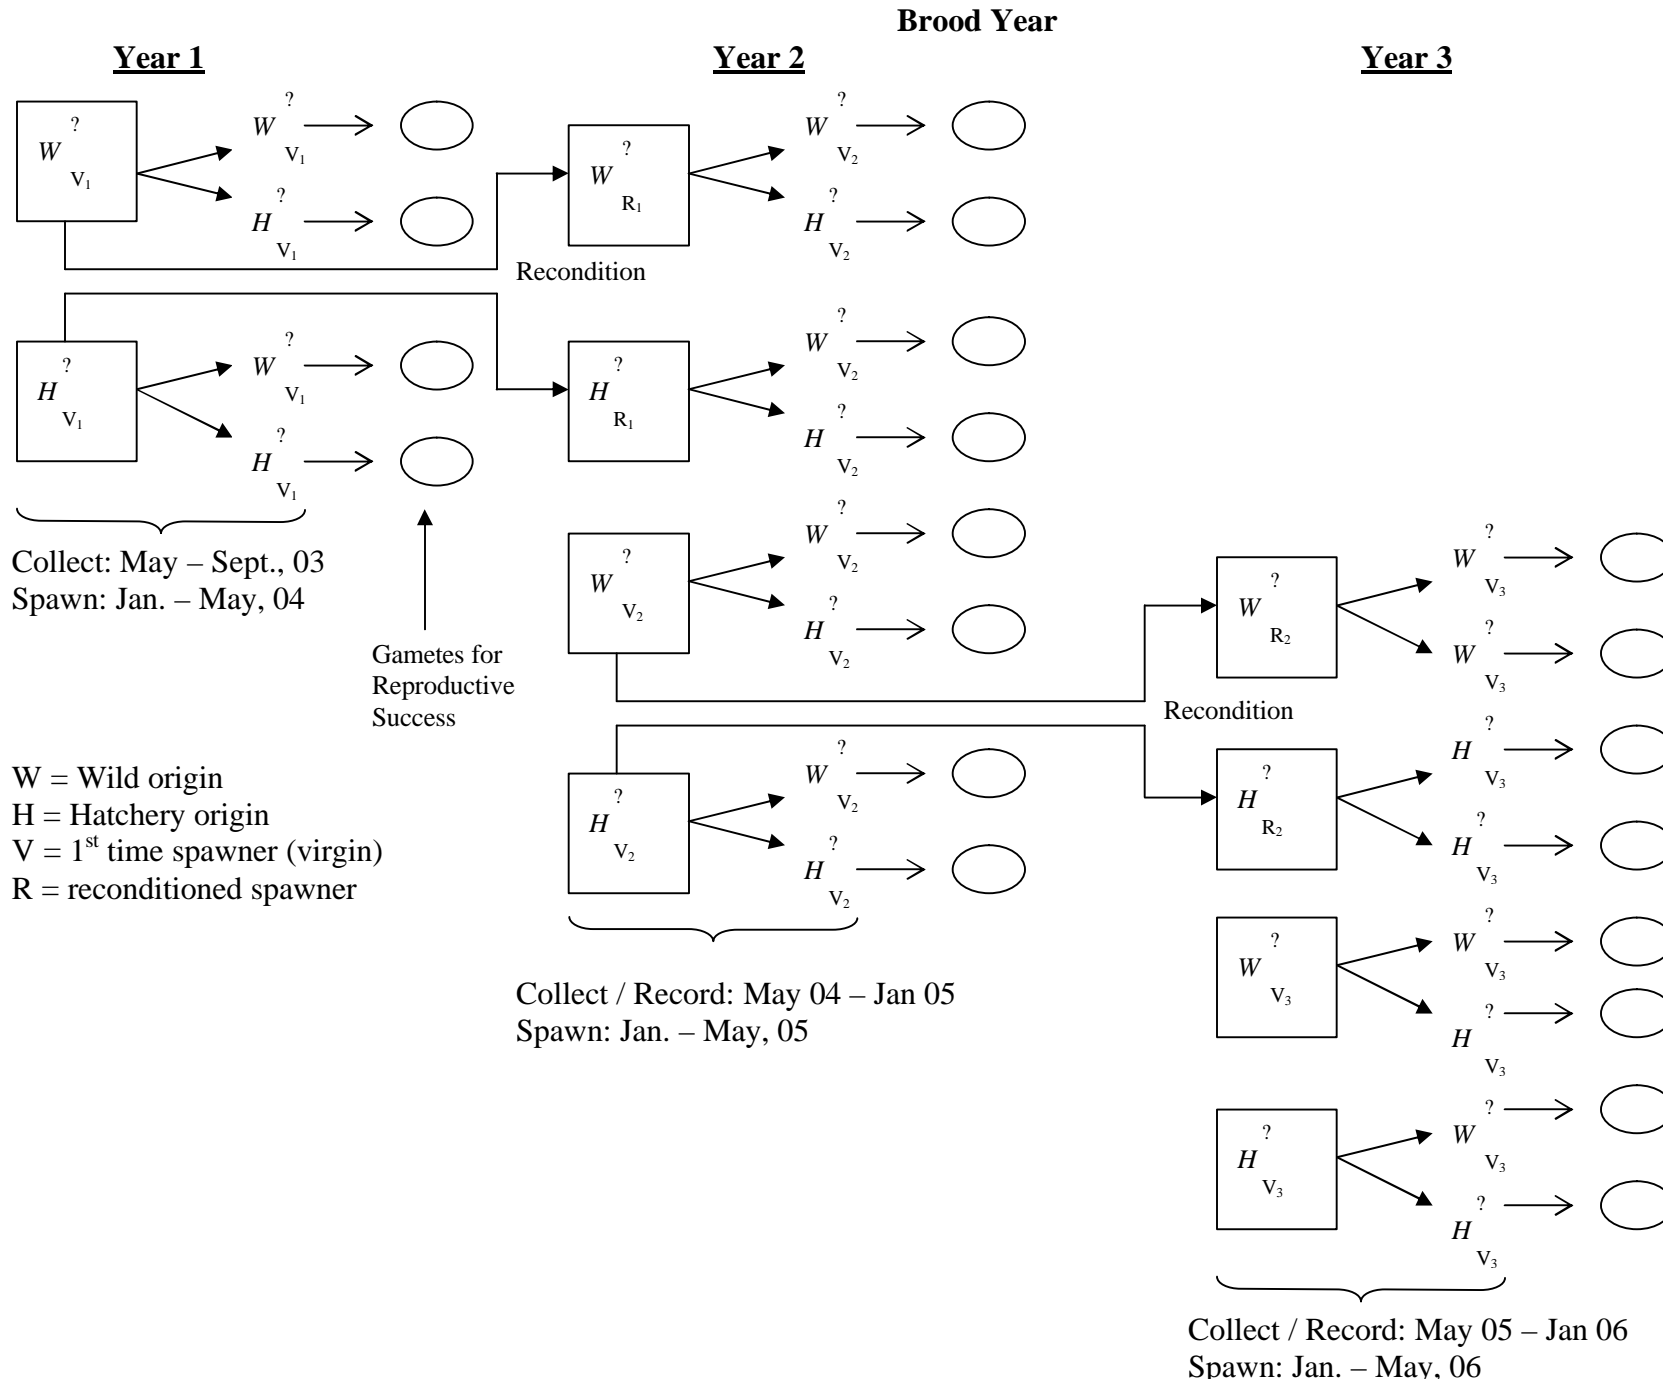 Brood Year
Year 1
Year 2
Year 3
W ? V1
W ? V1
H ? V1
W ? R1
W ? V2
H ? V2
Recondition
H ? V1
W ? V1
H ? V1
H ? R1
W ? V2
H ? V2
Collect: May – Sept., 03
Spawn: Jan. – May, 04
Gametes for
Reproductive
Success
W ? V2
W ? V2
H ? V2
W ? R2
W ? V3
W ? V3
Recondition
H ? V2
W ? V2
H ? V2
H ? R2
H ? V3
H ? V3
W = Wild origin
H = Hatchery origin
V = 1st time spawner (virgin)
R = reconditioned spawner
Collect / Record: May 04 – Jan 05
Spawn: Jan. – May, 05
W ? V3
W ? V3
H ? V3
H ? V3
W ? V3
H ? V3
Collect / Record: May 05 – Jan 06
Spawn: Jan. – May, 06